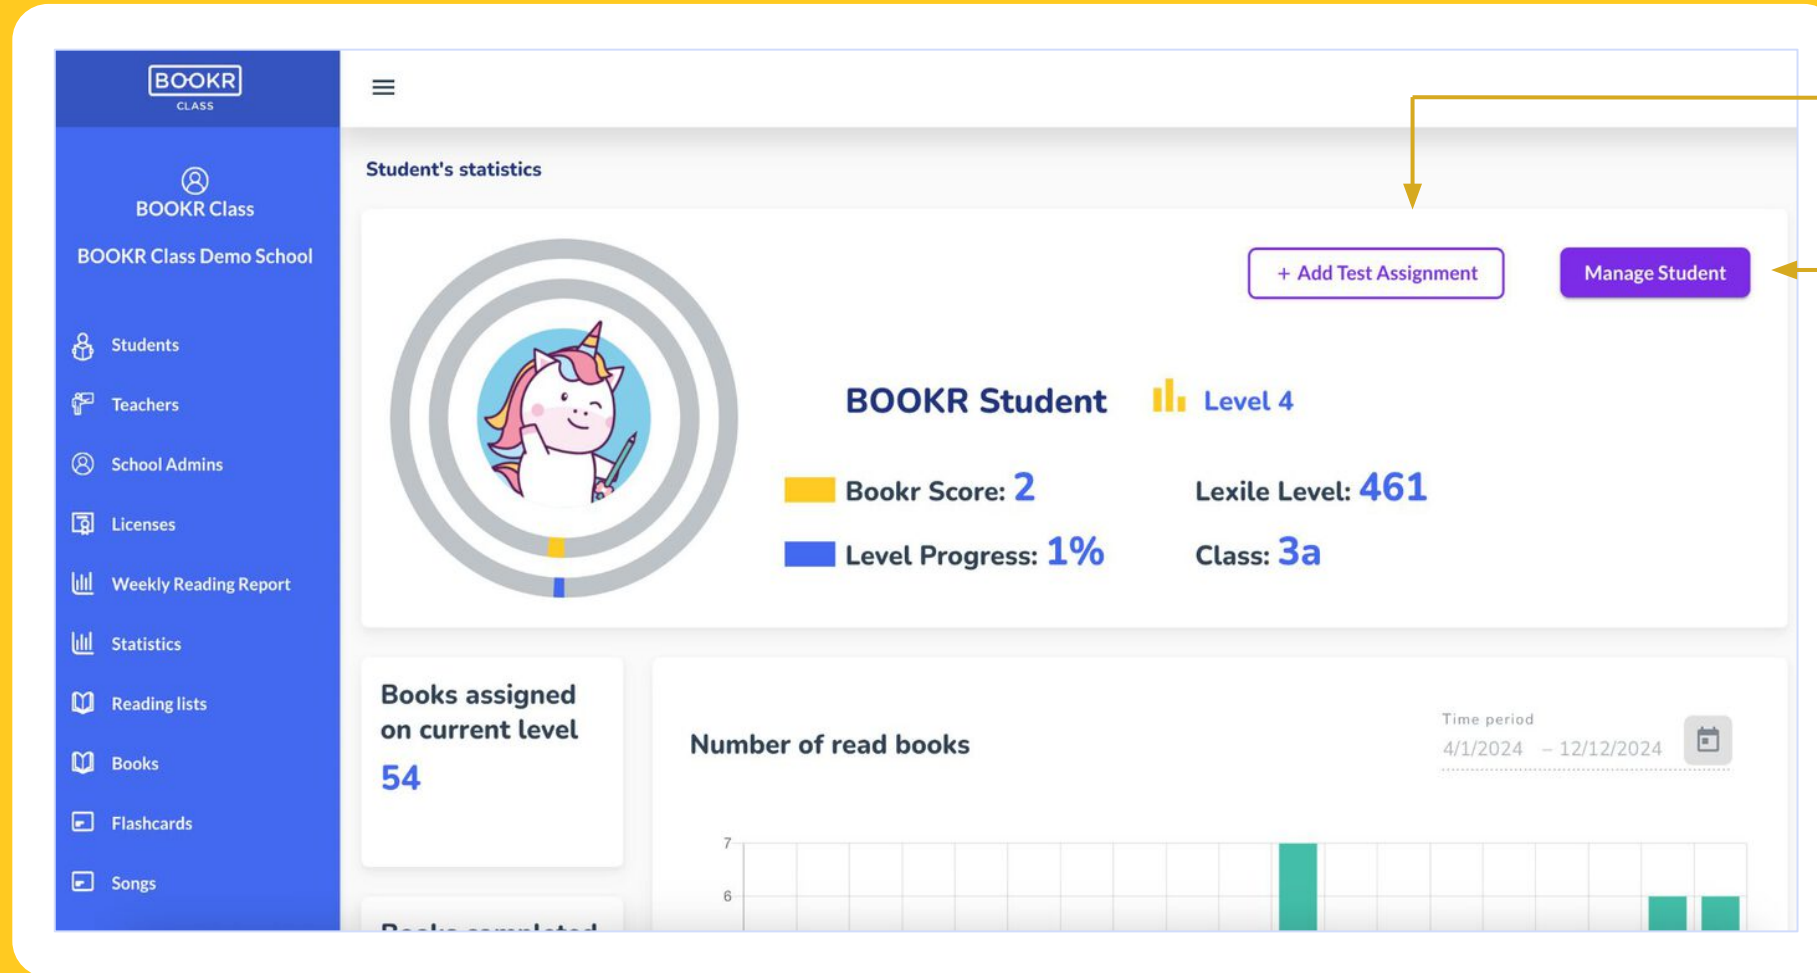 BOOKR
CLASS
BOOKR Class
BOOKR Class Demo School
Students
Teachers
School Admins
Licenses
Weekly Reading Report
Statistics
Reading lists
Books
Flashcards
Songs
Student's statistics
+ Add Test Assignment
Manage Student
BOOKR Student
Level 4
Bookr Score: 2
Lexile Level: 461
Level Progress: 1%
Class: 3a
Books assigned
on current level
54
Books completed
Number of read books
Time period
4/1/2024 – 12/12/2024
7
6